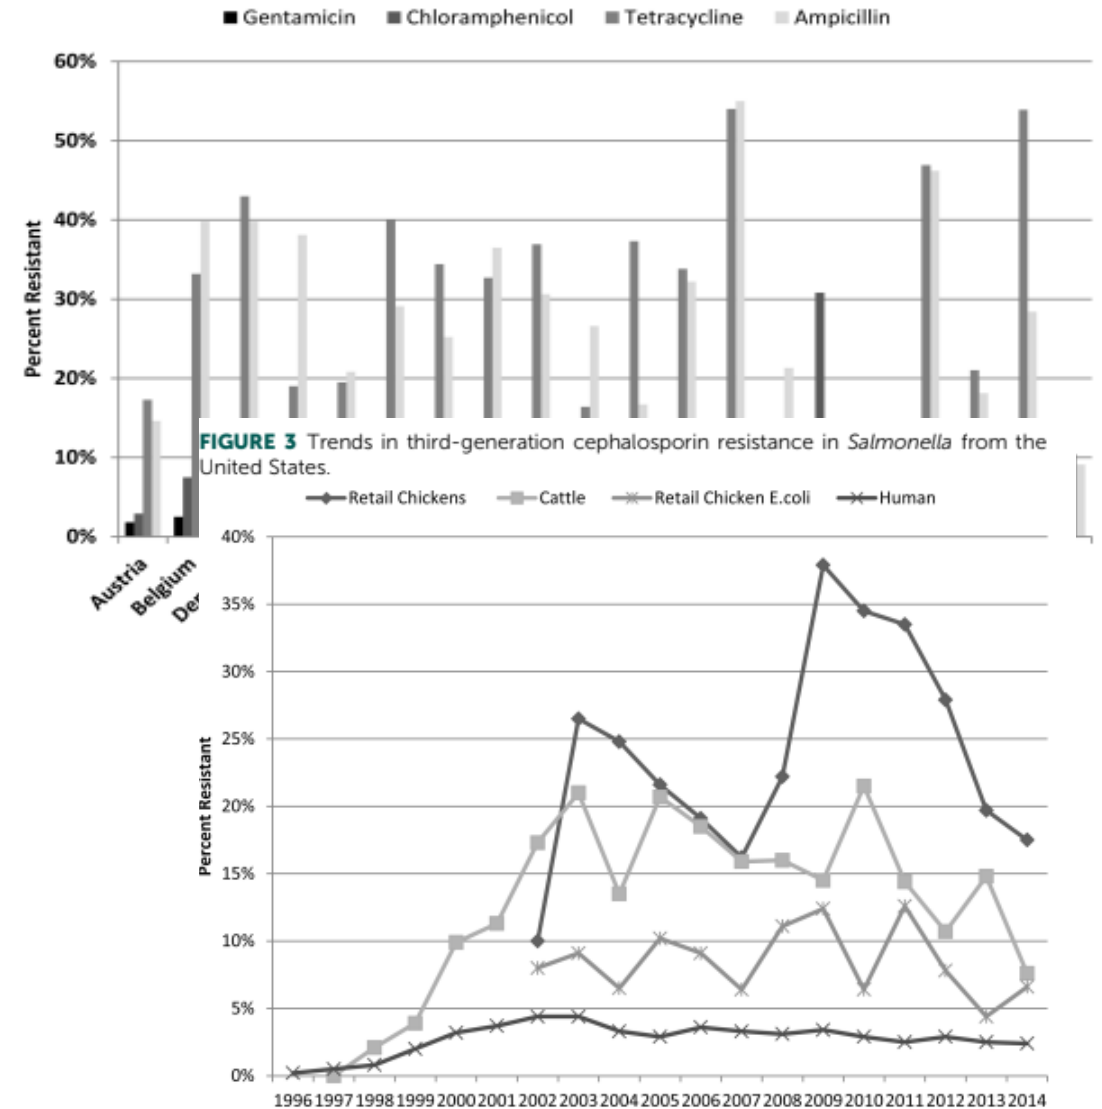 Gentamicin Chloramphenicol Tetracycline Ampicillin
60%
50%
40%
30%
20%
10%
0%
Percent Resistant
Austria
Belgium
FIGURE 3 Trends in third-generation cephalosporin resistance in Salmonella from the
United States.
Retail Chickens Cattle Retail Chicken E.coli Human
40%
35%
30%
25%
20%
15%
10%
5%
0%
Percent Resistant
1996 1997 1998 1999 2000 2001 2002 2003 2004 2005 2006 2007 2008 2009 2010 2011 2012 2013 2014